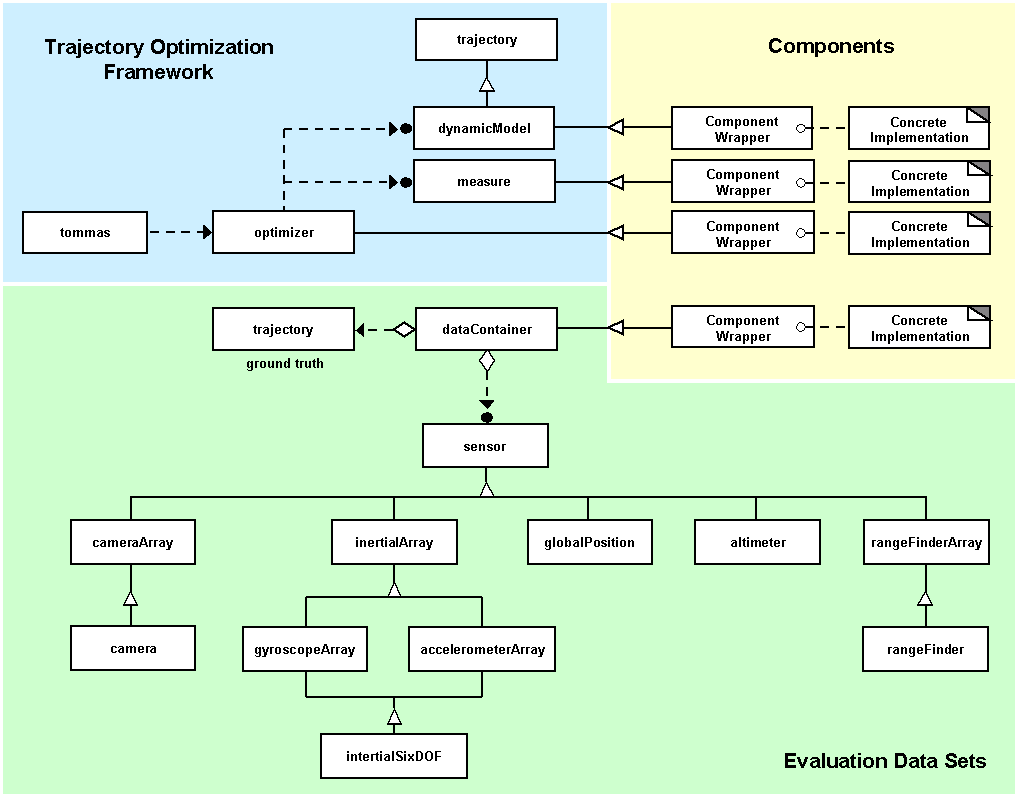 Trajectory Optimization
Framework
Components
trajectory
dynamicModel
Component
Wrapper
Concrete
Implementation
measure
Component
Wrapper
Concrete
Implementation
tommas
optimizer
Component
Wrapper
Concrete
Implementation
trajectory
ground truth
dataContainer
Component
Wrapper
Concrete
Implementation
sensor
cameraArray
inertialArray
globalPosition
altimeter
rangeFinderArray
camera
gyroscopeArray
accelerometerArray
rangeFinder
intertialSixDOF
Evaluation Data Sets